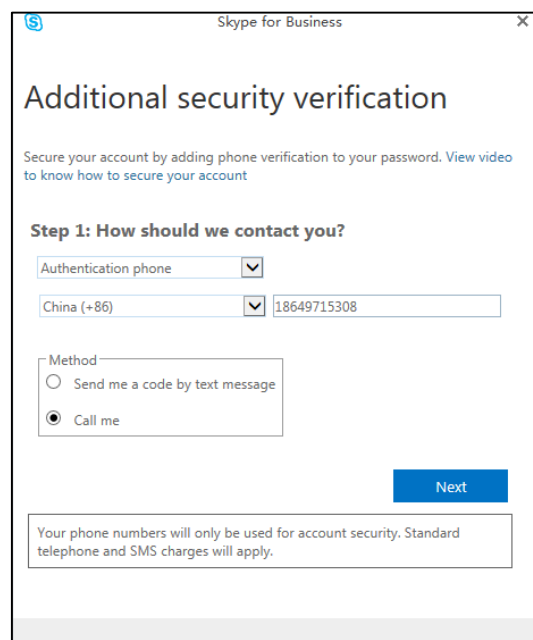 Skype for Business
Additional security verification
Secure your account by adding phone verification to your password. View video
to know how to secure your account
Step 1: How should we contact you?
Authentication phone
China (+86) 18649715308
Method
Send me a code by text message
Call me
Next
Your phone numbers will only be used for account security. Standard
telephone and SMS charges will apply.